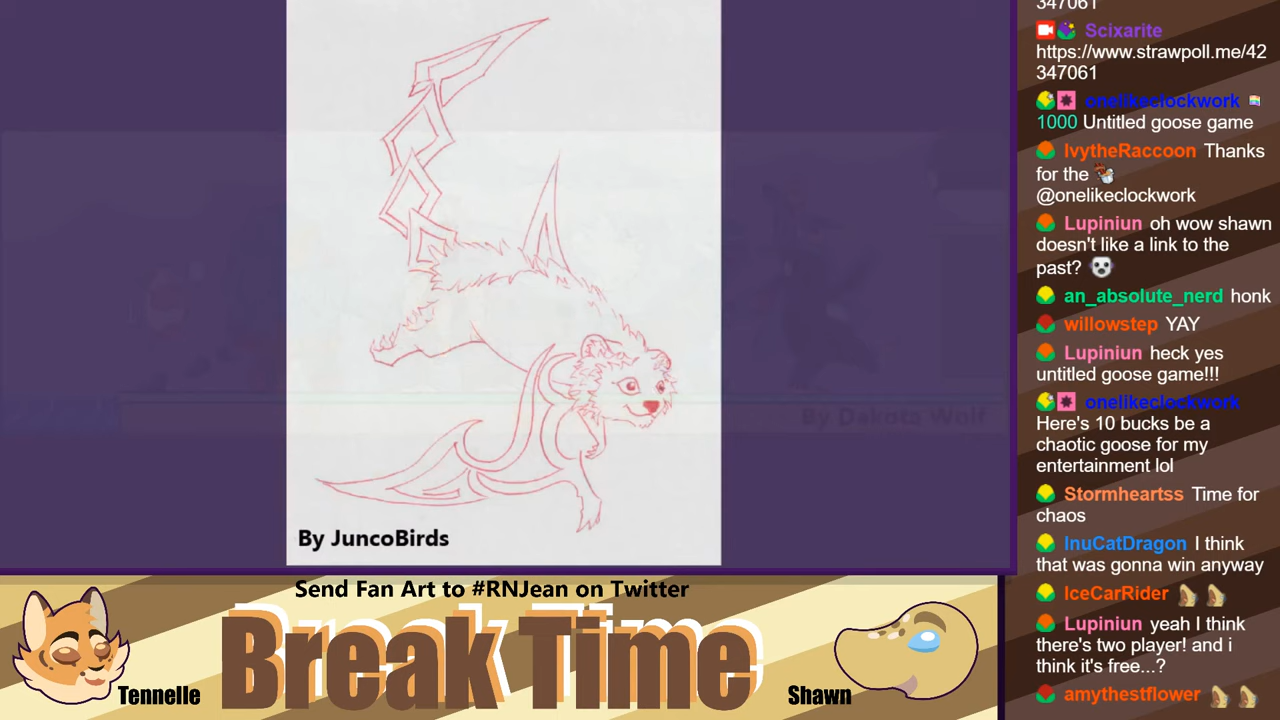 By Dakota Wolf
By JuncoBirds
Send Fan Art to #RNJean on Twitter
Break Time
Tennelle
Shawn
347061
Scixarite
https://www.strawpoll.me/42
347061
onelikeclockwork
1000 Untitled goose game
IvytheRaccoon Thanks
for the
@onelikeclockwork
Lupiniun oh wow shawn
doesn't like a link to the
past?
an_absolute_nerd honk
willowstep YAY
Lupiniun heck yes
untitled goose game!!!
onelikeclockwork
Here's 10 bucks be a
chaotic goose for my
entertainment lol
Stormheartss Time for
chaos
InuCatDragon I think
that was gonna win anyway
IceCarRider
Lupiniun yeah I think
there's two player! and i
think it's free...?
amythestflower